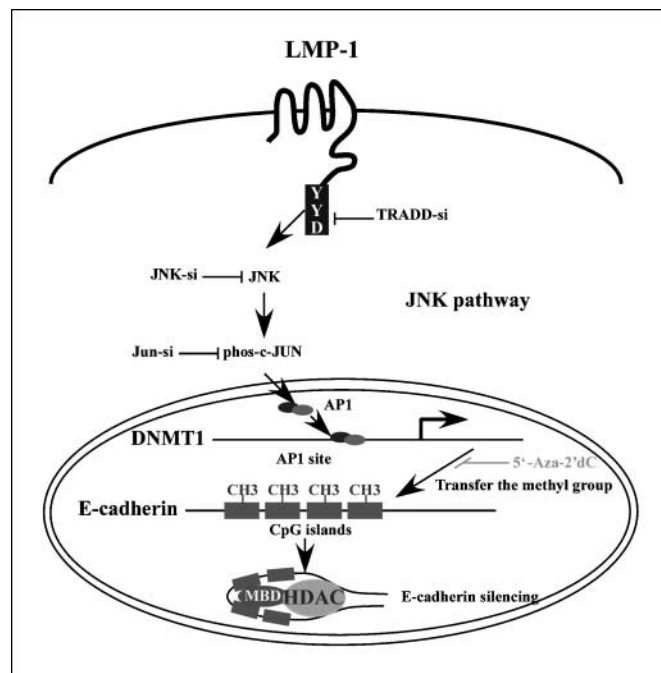 LMP-1
Y
Y
D
TRADD-si
JNK-si
JNK
JNK pathway
Jun-si
phos-c-JUN
AP1
DNMT1
AP1 site
5‘-Aza-2’dC
Transfer the methyl group
CH3 CH3 CH3 CH3
E-cadherin
CpG islands
MBD HDAC
E-cadherin silencing